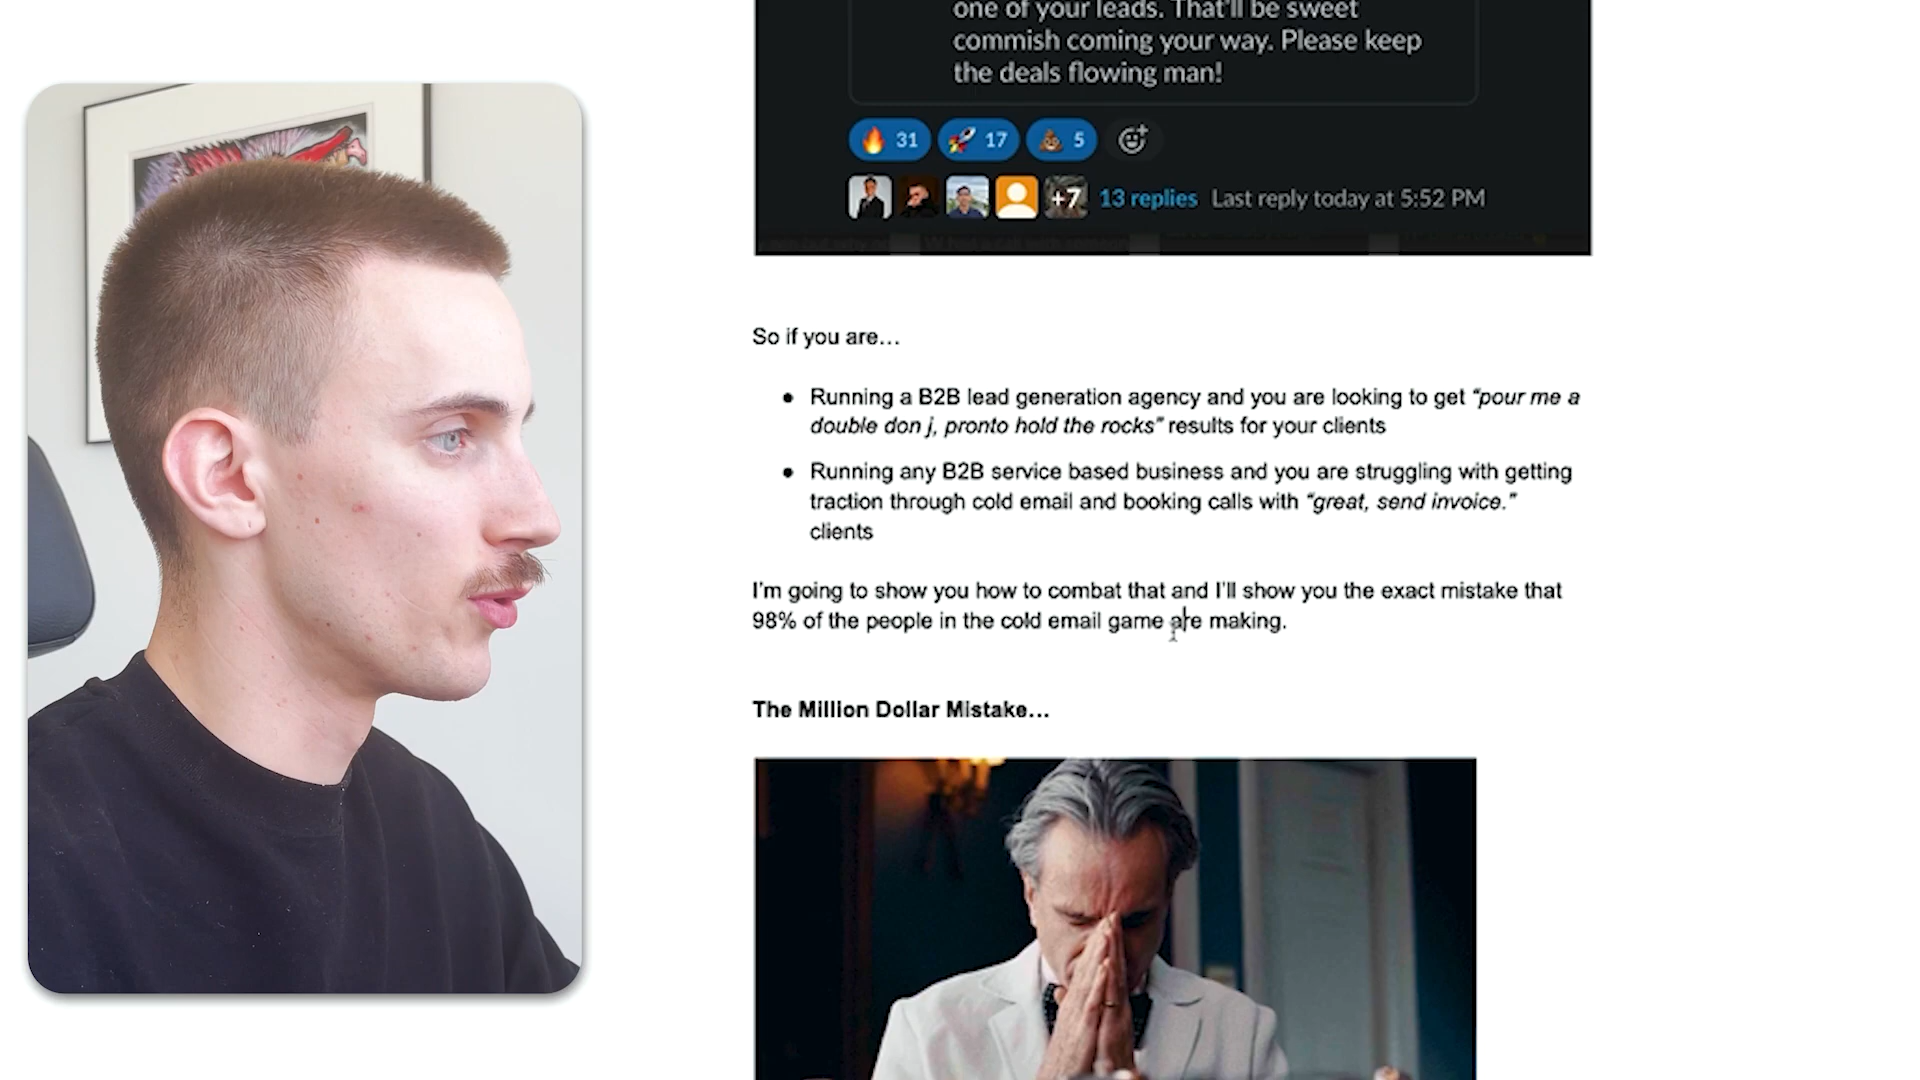 one of your leads. That'll be sweet
commish coming your way. Please keep
the deals flowing man!
31 17 5
+7 13 replies Last reply today at 5:52 PM
So if you are…
• Running a B2B lead generation agency and you are looking to get “pour me a
double don j, pronto hold the rocks” results for your clients
• Running any B2B service based business and you are struggling with getting
traction through cold email and booking calls with “great, send invoice.”
clients
I’m going to show you how to combat that and I’ll show you the exact mistake that
98% of the people in the cold email game are making.
The Million Dollar Mistake…